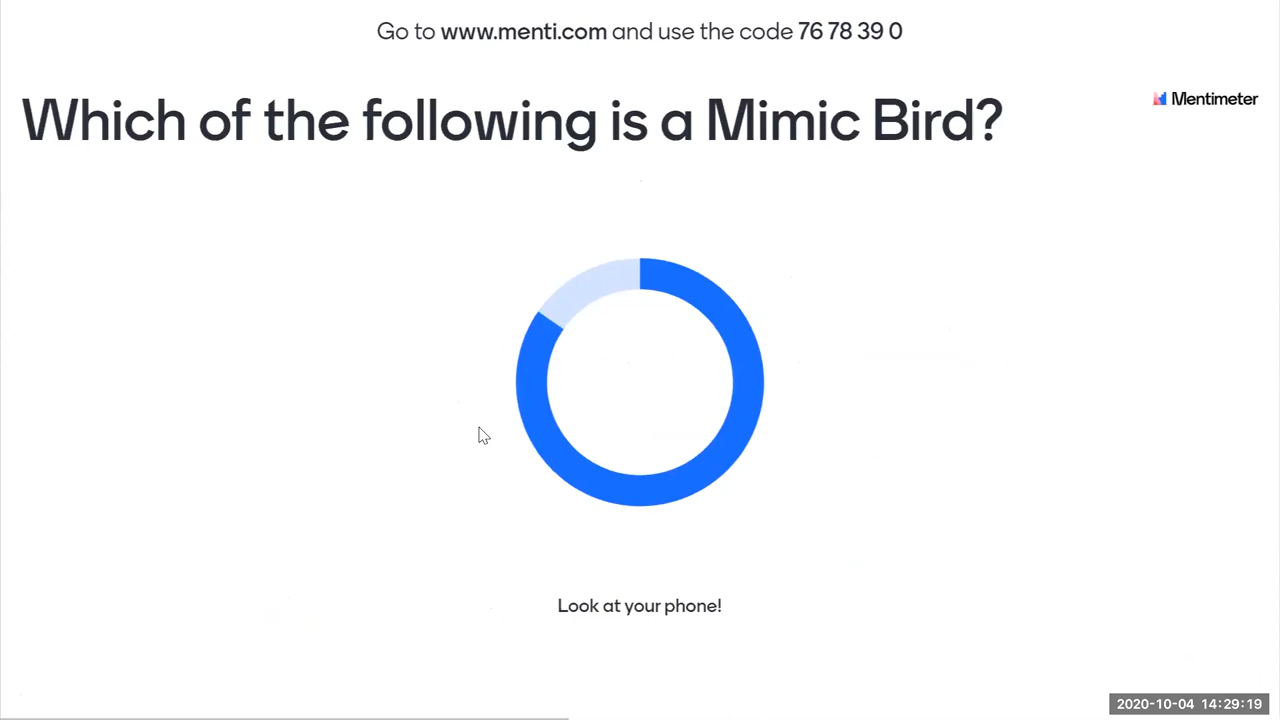 Go to www.menti.com and use the code 76 78 39 0
Which of the following is a Mimic Bird?
Mentimeter
Look at your phone!
2020-10-04 14:29:19